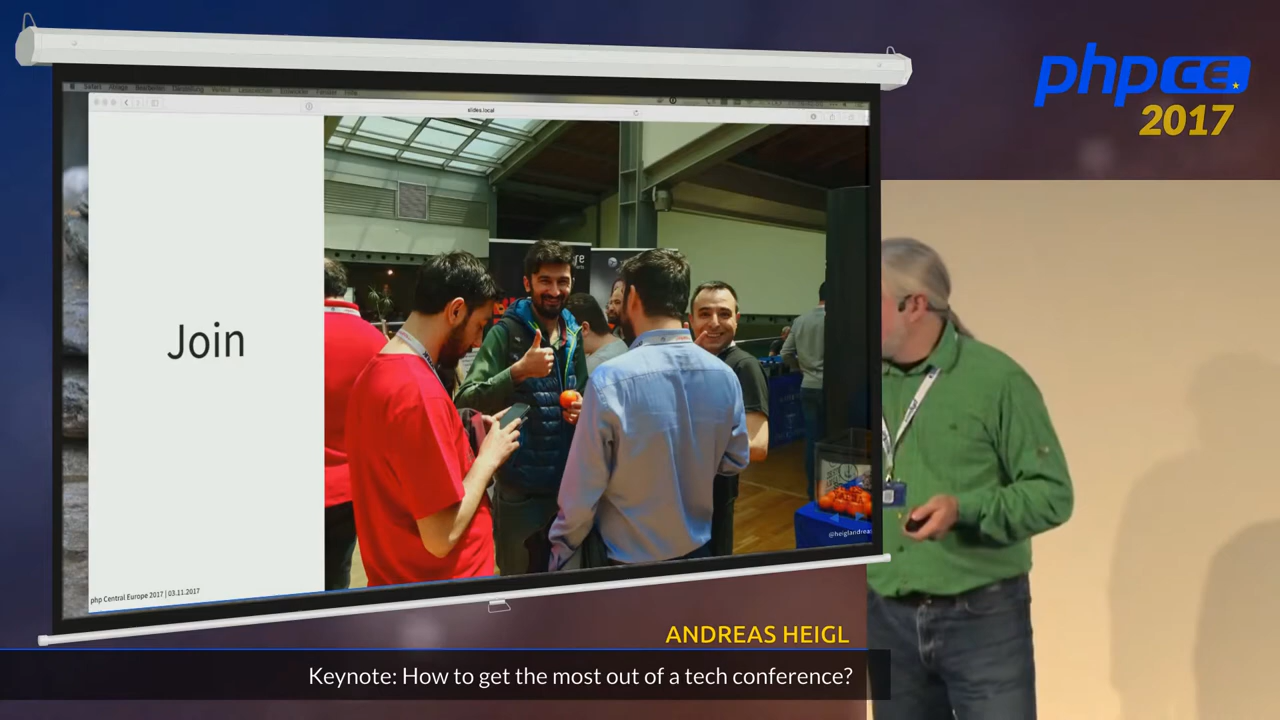 phpCE
2017
slides.local
Join
re
@heiglandreas
php Central Europe 2017 | 03.11.2017
ANDREAS HEIGL
Keynote: How to get the most out of a tech conference?